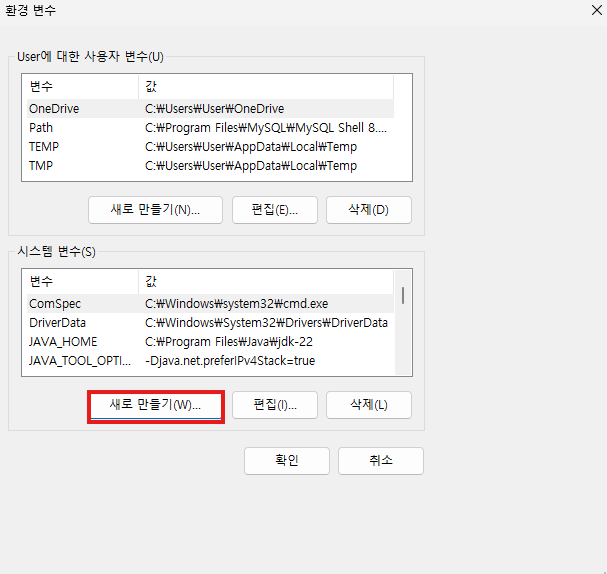 환경 변수
User에 대한 사용자 변수(U)
변수 값
OneDrive C:₩Users₩User₩OneDrive
Path C:₩Program Files₩MySQL₩MySQL Shell 8....
TEMP C:₩Users₩User₩AppData₩Local₩Temp
TMP C:₩Users₩User₩AppData₩Local₩Temp
새로 만들기(N)... 편집(E)... 삭제(D)
시스템 변수(S)
변수 값
ComSpec C:₩Windows₩system32₩cmd.exe
DriverData C:₩Windows₩System32₩Drivers₩DriverData
JAVA_HOME C:₩Program Files₩Java₩jdk-22
JAVA_TOOL_OPTI... -Djava.net.preferIPv4Stack=true
새로 만들기(W)... 편집(I)... 삭제(L)
확인 취소